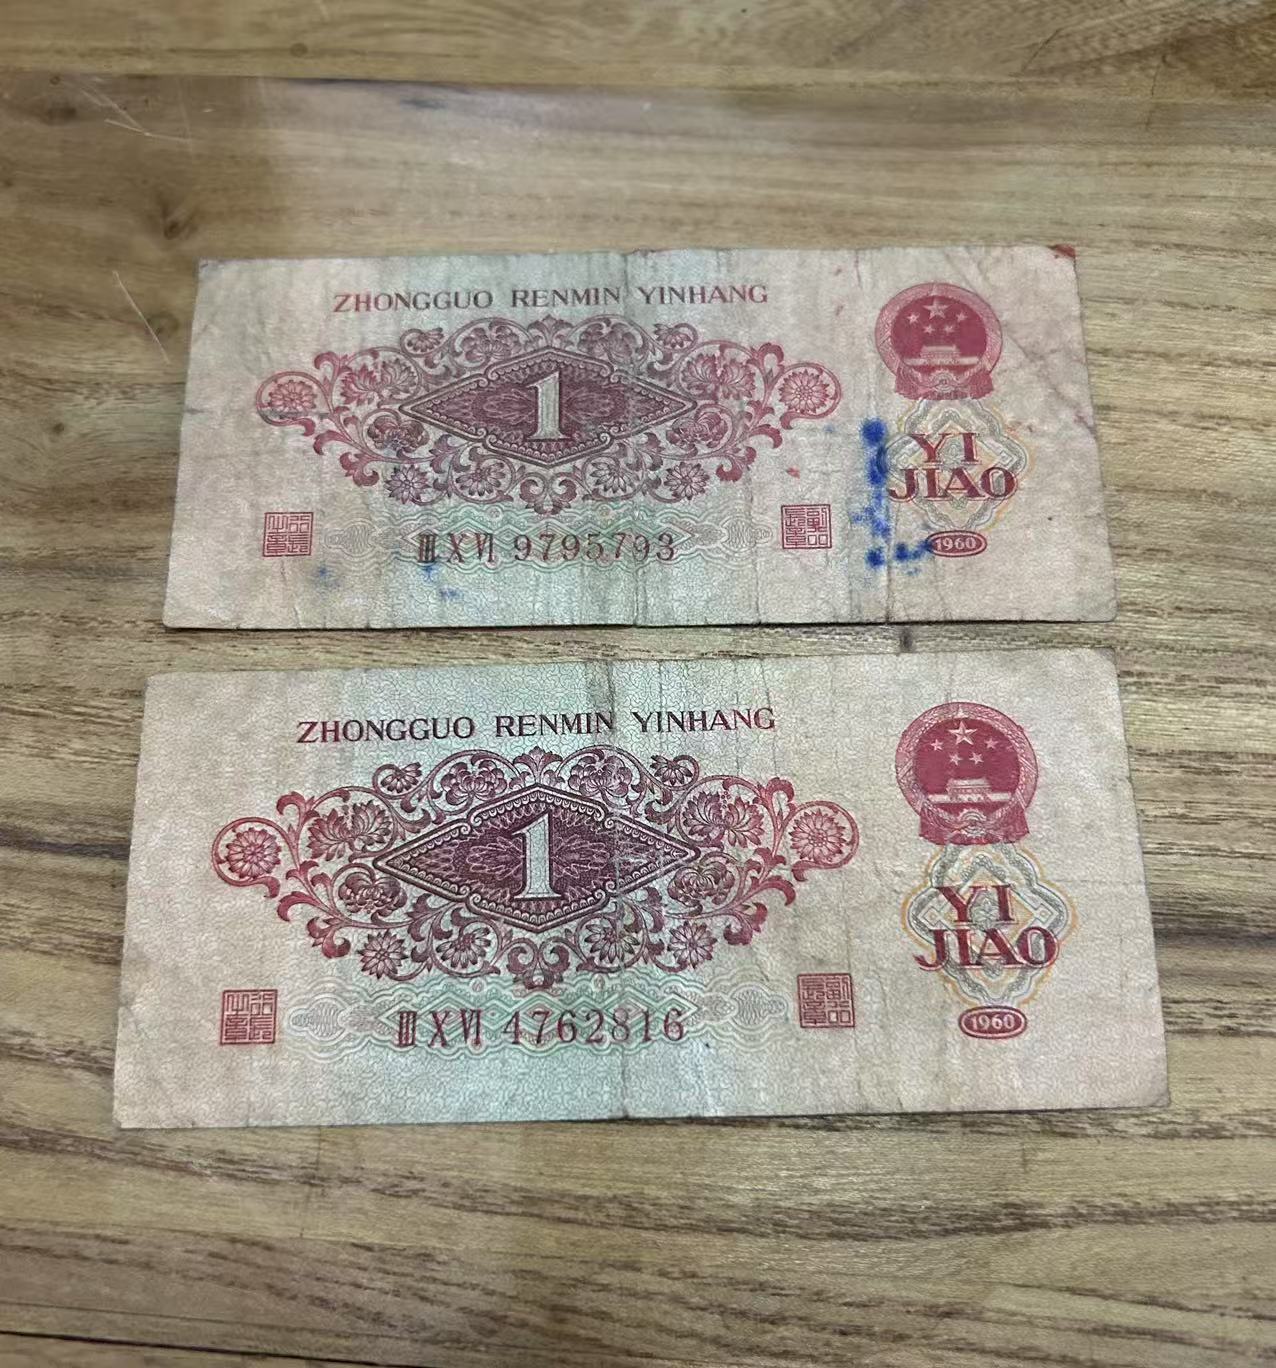 ZHONGGUO RENMIN YINHANG
1
YI
JIAO
ⅢⅩⅥ 9795793
1960
ZHONGGUO RENMIN YINHANG
1
YI
JIAO
ⅢⅩⅥ 4762816
1960